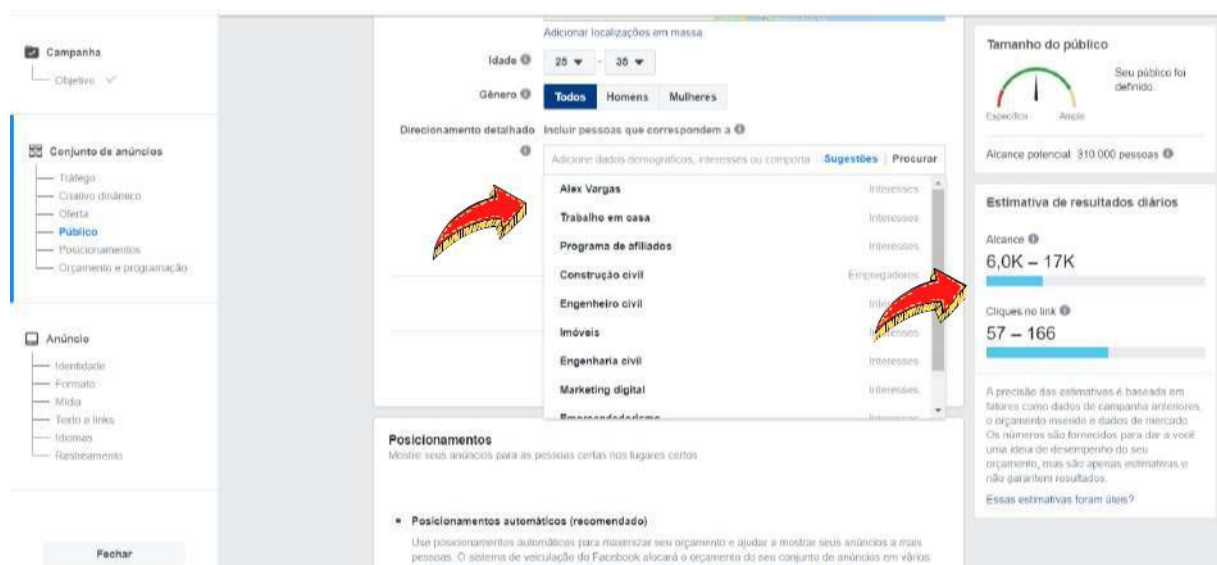 Campanha
Objetivo
Conjunto de anúncios
Tráfego
Criativo dinâmico
Oferta
Público
Posicionamentos
Orçamento e programação
Anúncio
Identidade
Formato
Mídia
Texto e links
Idiomas
Rastreamento
Fechar
Adicionar localizações em massa
Idade
25 - 35
Gênero
Todos Homens Mulheres
Direcionamento detalhado Incluir pessoas que correspondem a
Adicione dados demográficos, interesses ou comporta Sugestões | Procurar
Alex Vargas Interesses
Trabalho em casa Interesses
Programa de afiliados Interesses
Construção civil Empregadores
Engenheiro civil
Imóveis
Engenharia civil Interesses
Marketing digital Interesses
Empreendedorismo
Posicionamentos
Mostre seus anúncios para as pessoas certas nos lugares certos
Posicionamentos automáticos (recomendado)
Use posicionamentos automáticos para maximizar seu orçamento e ajudar a mostrar seus anúncios a mais
pessoas. O sistema de veiculação do Facebook alocará o orçamento do seu conjunto de anúncios em vários
Tamanho do público
Seu público foi
definido.
Específico Amplo
Alcance potencial: 310.000 pessoas
Estimativa de resultados diários
Alcance
6,0K – 17K
Cliques no link
57 – 166
A precisão das estimativas é baseada em
fatores como dados de campanha anteriores,
o orçamento inserido e dados de mercado.
Os números são fornecidos para dar a você
uma ideia de desempenho do seu
orçamento, mas são apenas estimativas e
não garantem resultados.
Essas estimativas foram úteis?